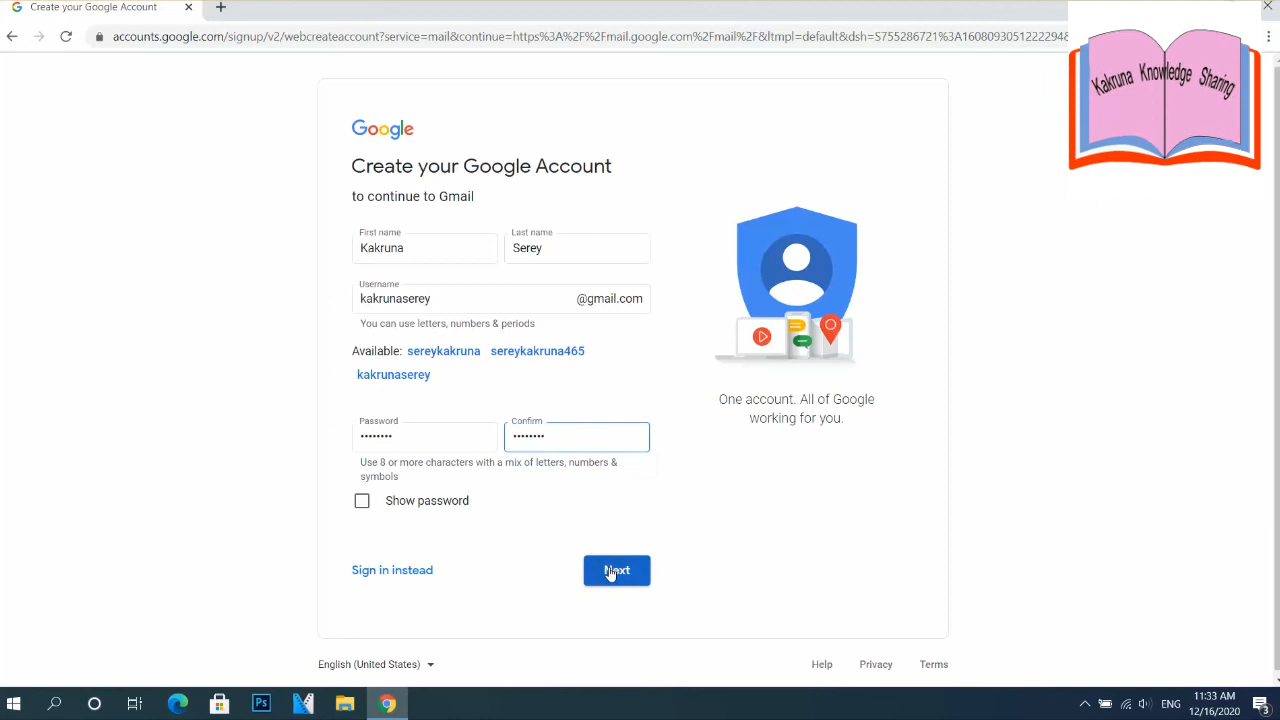 Create your Google Account
accounts.google.com/signup/v2/webcreateaccount?service=mail&continue=https%3A%2F%2Fmail.google.com%2Fmail%2F&ltmpl=default&dsh=S755286721%3A16080930512222948
Kakruna Knowledge Sharing
Google
Create your Google Account
to continue to Gmail
First name
Last name
Kakruna
Serey
Username
kakrunaserey
@gmail.com
You can use letters, numbers & periods
Available: sereykakruna sereykakruna465
kakrunaserey
Password
Confirm
••••••••
••••••••
Use 8 or more characters with a mix of letters, numbers &
symbols
Show password
Sign in instead
Next
One account. All of Google
working for you.
English (United States)
Help
Privacy
Terms
Ps
ENG
11:33 AM
12/16/2020
3